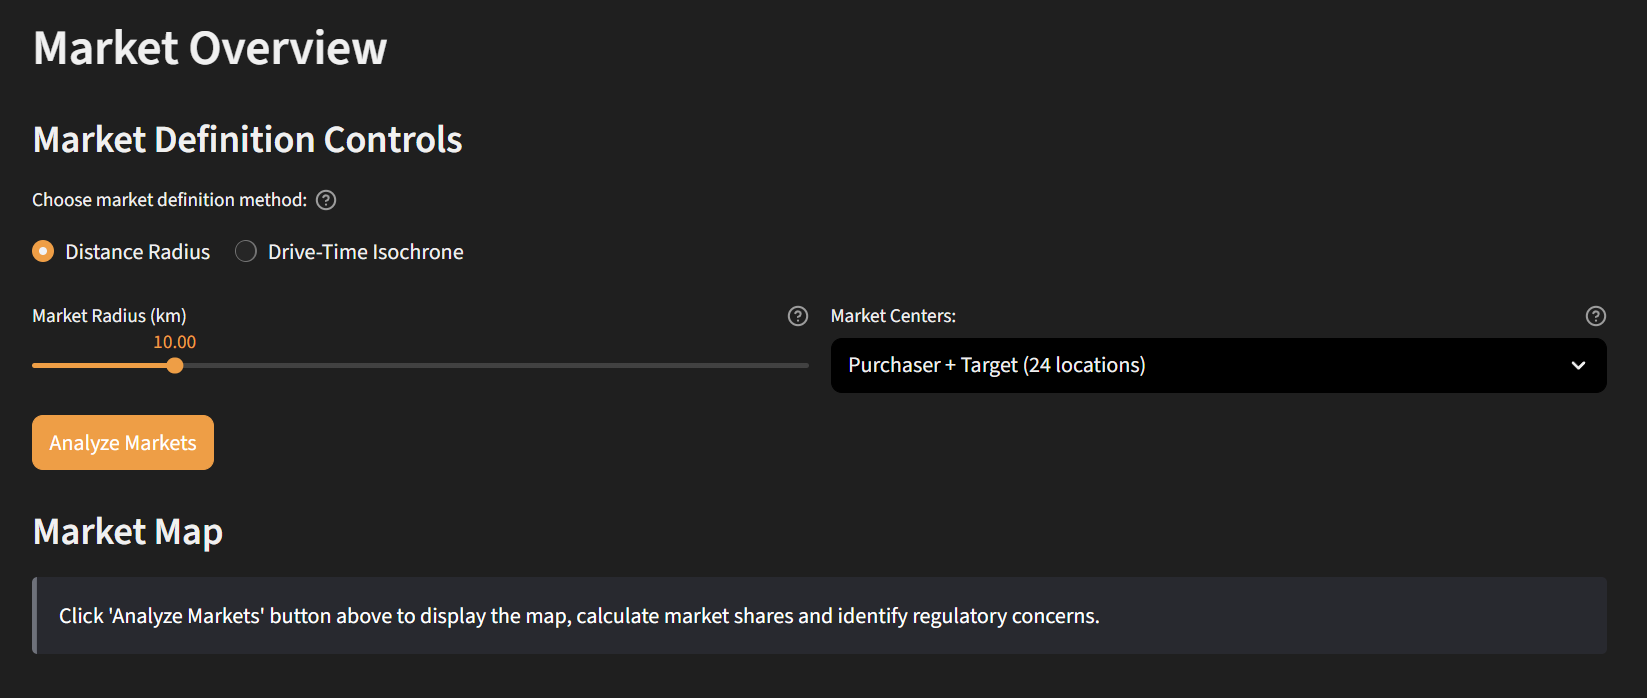 Market Overview
Market Definition Controls
Choose market definition method:
Distance Radius
Drive-Time Isochrone
Market Radius (km)
10.00
Market Centers:
Purchaser + Target (24 locations)
Analyze Markets
Market Map
Click 'Analyze Markets' button above to display the map, calculate market shares and identify regulatory concerns.